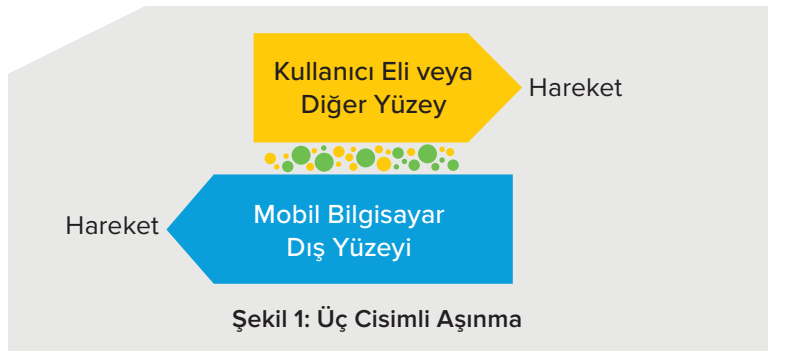 Kullanıcı Eli veya
Diğer Yüzey
Hareket
Hareket
Mobil Bilgisayar
Dış Yüzeyi
Şekil 1: Üç Cisimli Aşınma